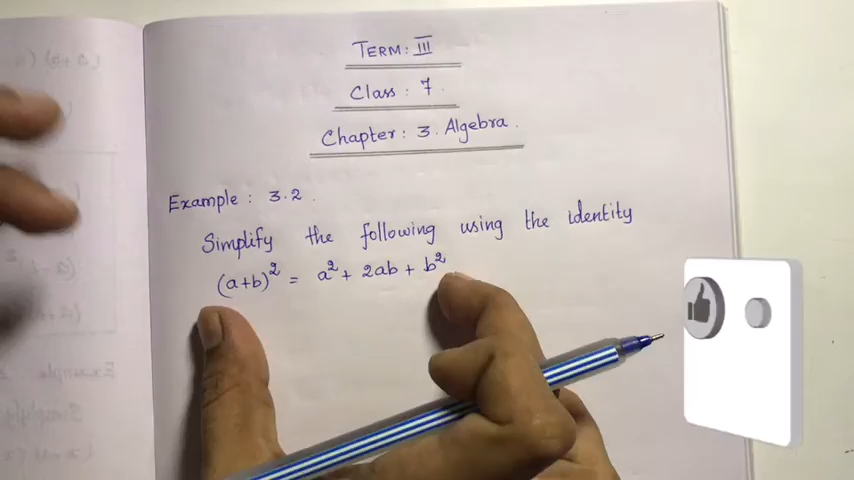 TERM: III
Class: 7.
Chapter: 3. Algebra.
Example: 3.2.
Simplify the following using the identity
(a+b)² = a² + 2ab + b²